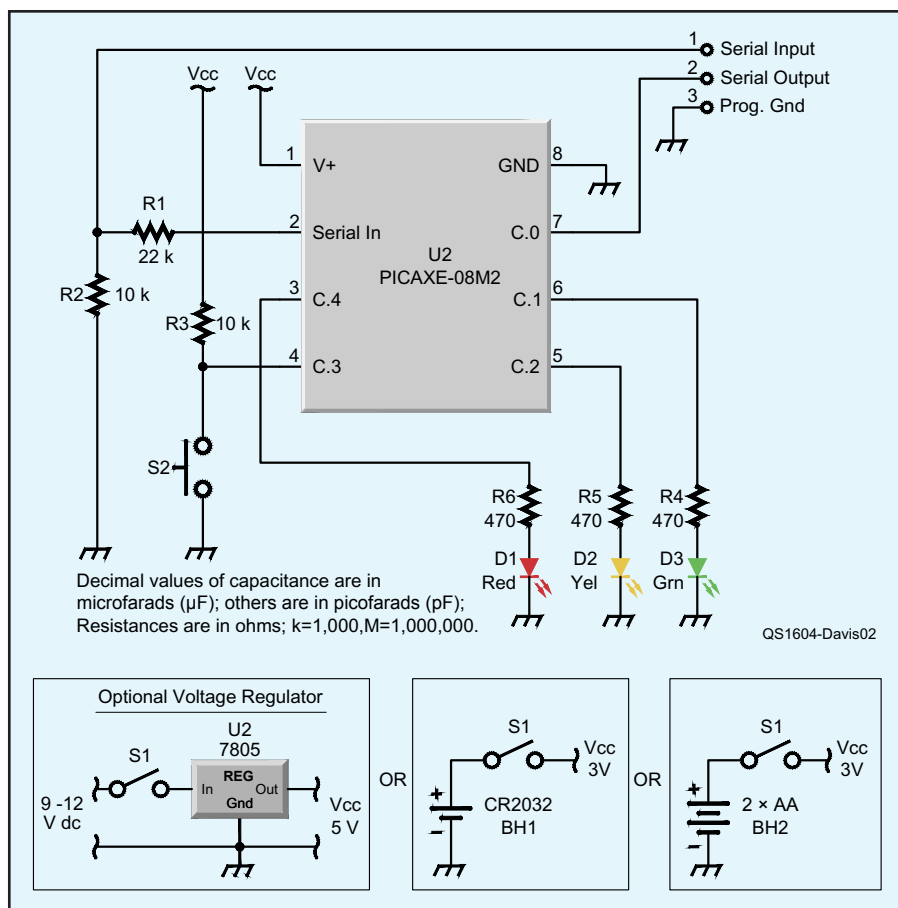 1
Serial Input
2
Serial Output
3
Prog. Gnd
Vcc
Vcc
1
V+
GND
8
R1
22 k
2
Serial In
C.0
7
U2
PICAXE-08M2
R2
10 k
3
C.4
C.1
6
R3
10 k
4
C.3
C.2
5
S2
R6
470
R5
470
R4
470
D1
Red
D2
Yel
D3
Grn
Decimal values of capacitance are in
microfarads (µF); others are in picofarads (pF);
Resistances are in ohms; k=1,000,M=1,000,000.
QS1604-Davis02
Optional Voltage Regulator
U2
7805
S1
REG
In
Out
Gnd
9 -12
V dc
Vcc
5 V
OR
S1
Vcc
3V
+
CR2032
BH1
–
OR
S1
Vcc
3V
+
2 × AA
BH2
–